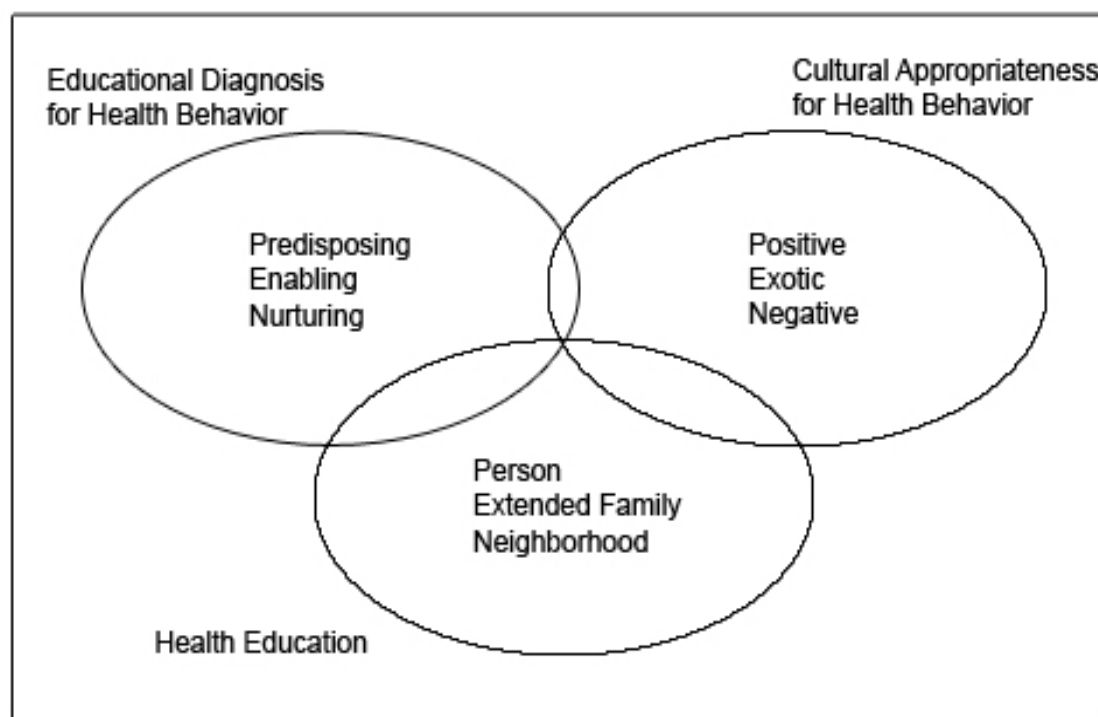 Educational Diagnosis
for Health Behavior
Cultural Appropriateness
for Health Behavior
Predisposing
Enabling
Nurturing
Positive
Exotic
Negative
Person
Extended Family
Neighborhood
Health Education